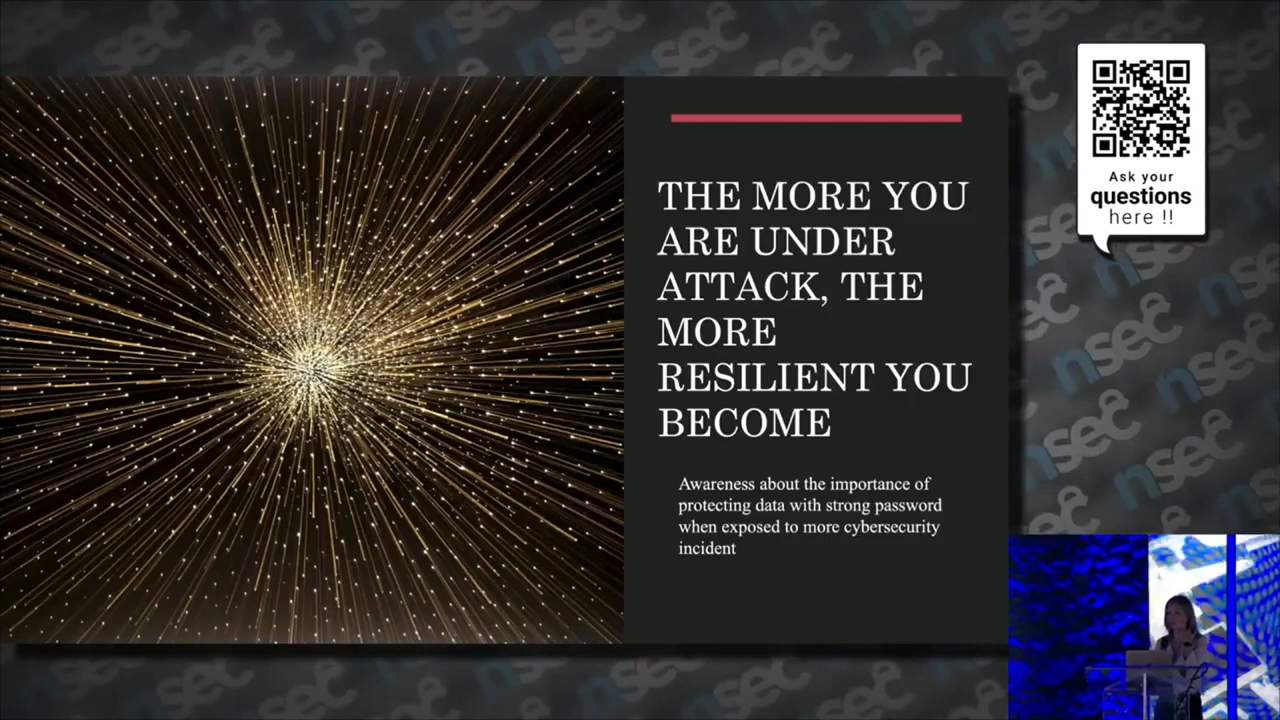 THE MORE YOU
ARE UNDER
ATTACK, THE
MORE
RESILIENT YOU
BECOME
Awareness about the importance of
protecting data with strong password
when exposed to more cybersecurity
incident
Ask your
questions
here !!
nsec